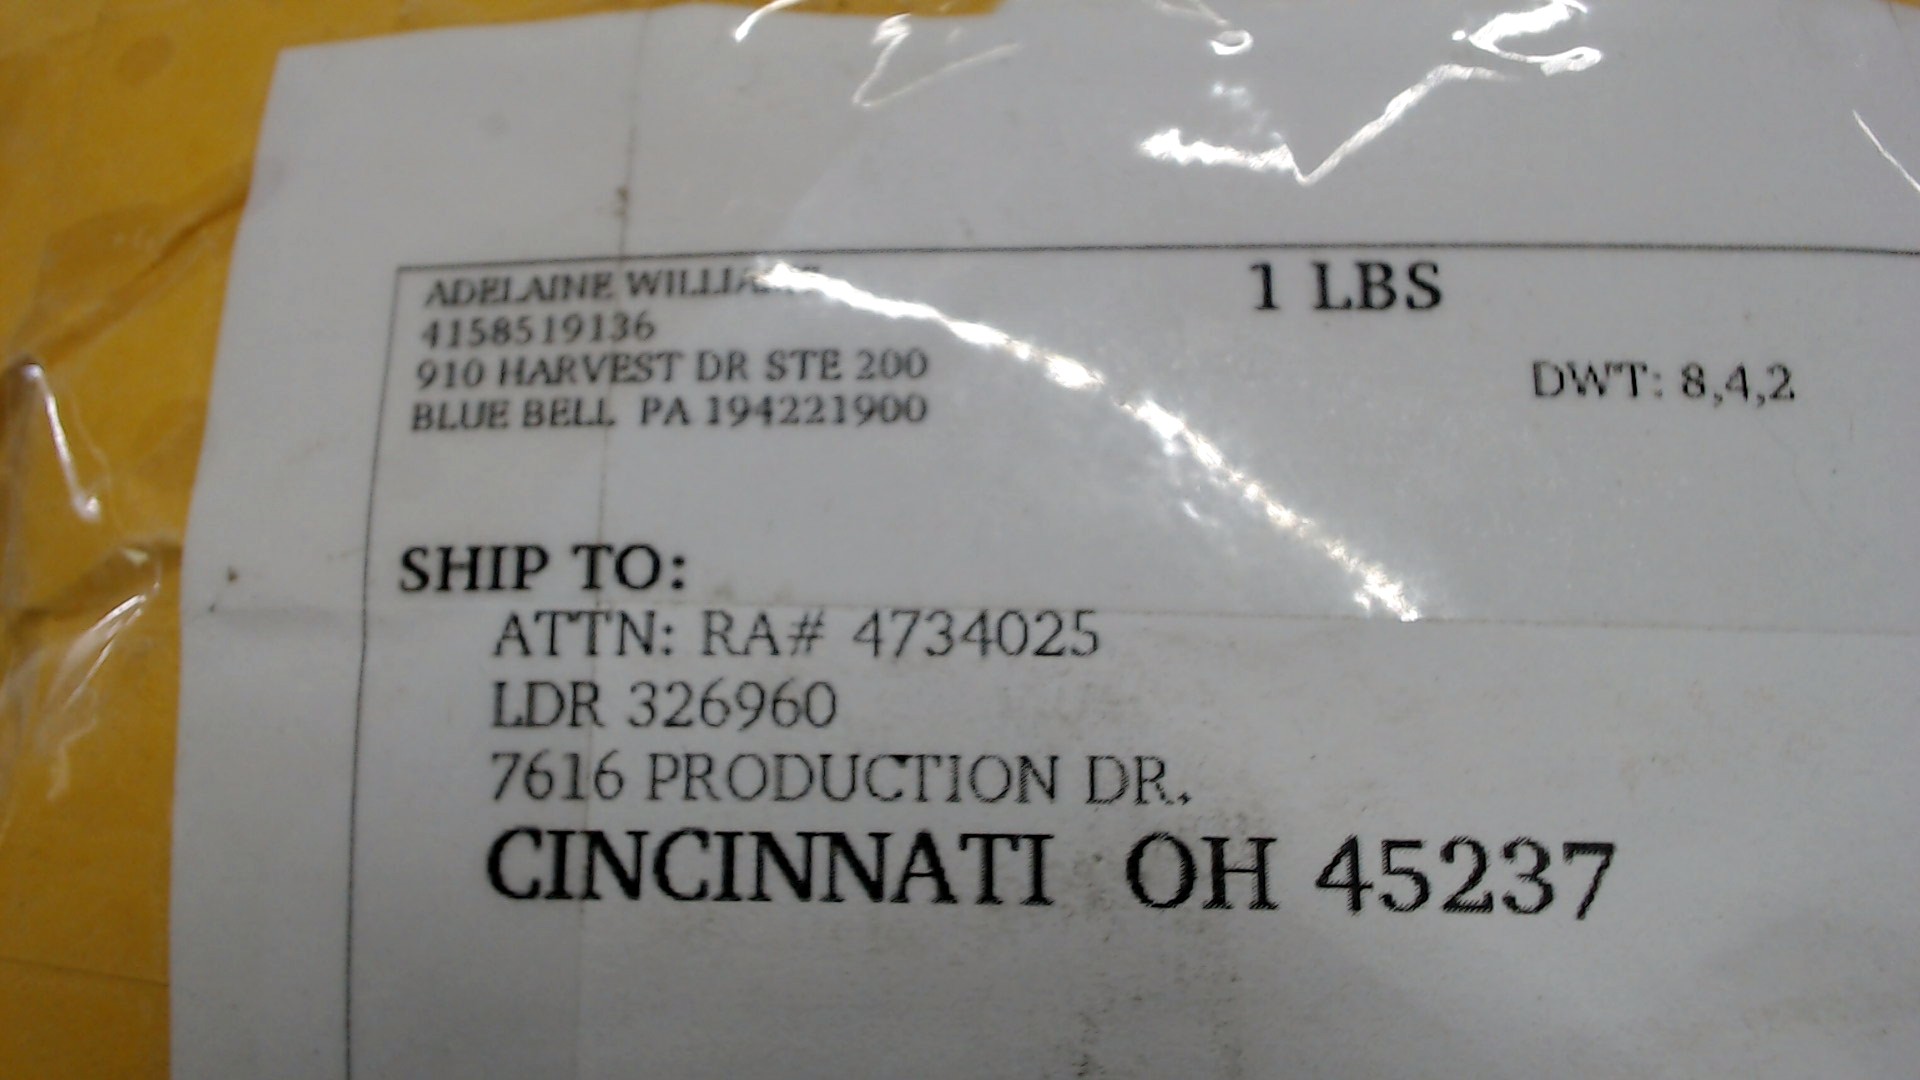 ADELAINE
1 LBS
4158519136
910 HARVEST DR STE 200
DWT: 8,4,2
BLUE BELL PA 194221900
SHIP TO:
ATTN: RA# 4734025
LDR 326960
7616 PRODUCTION DR.
CINCINNATI OH 45237